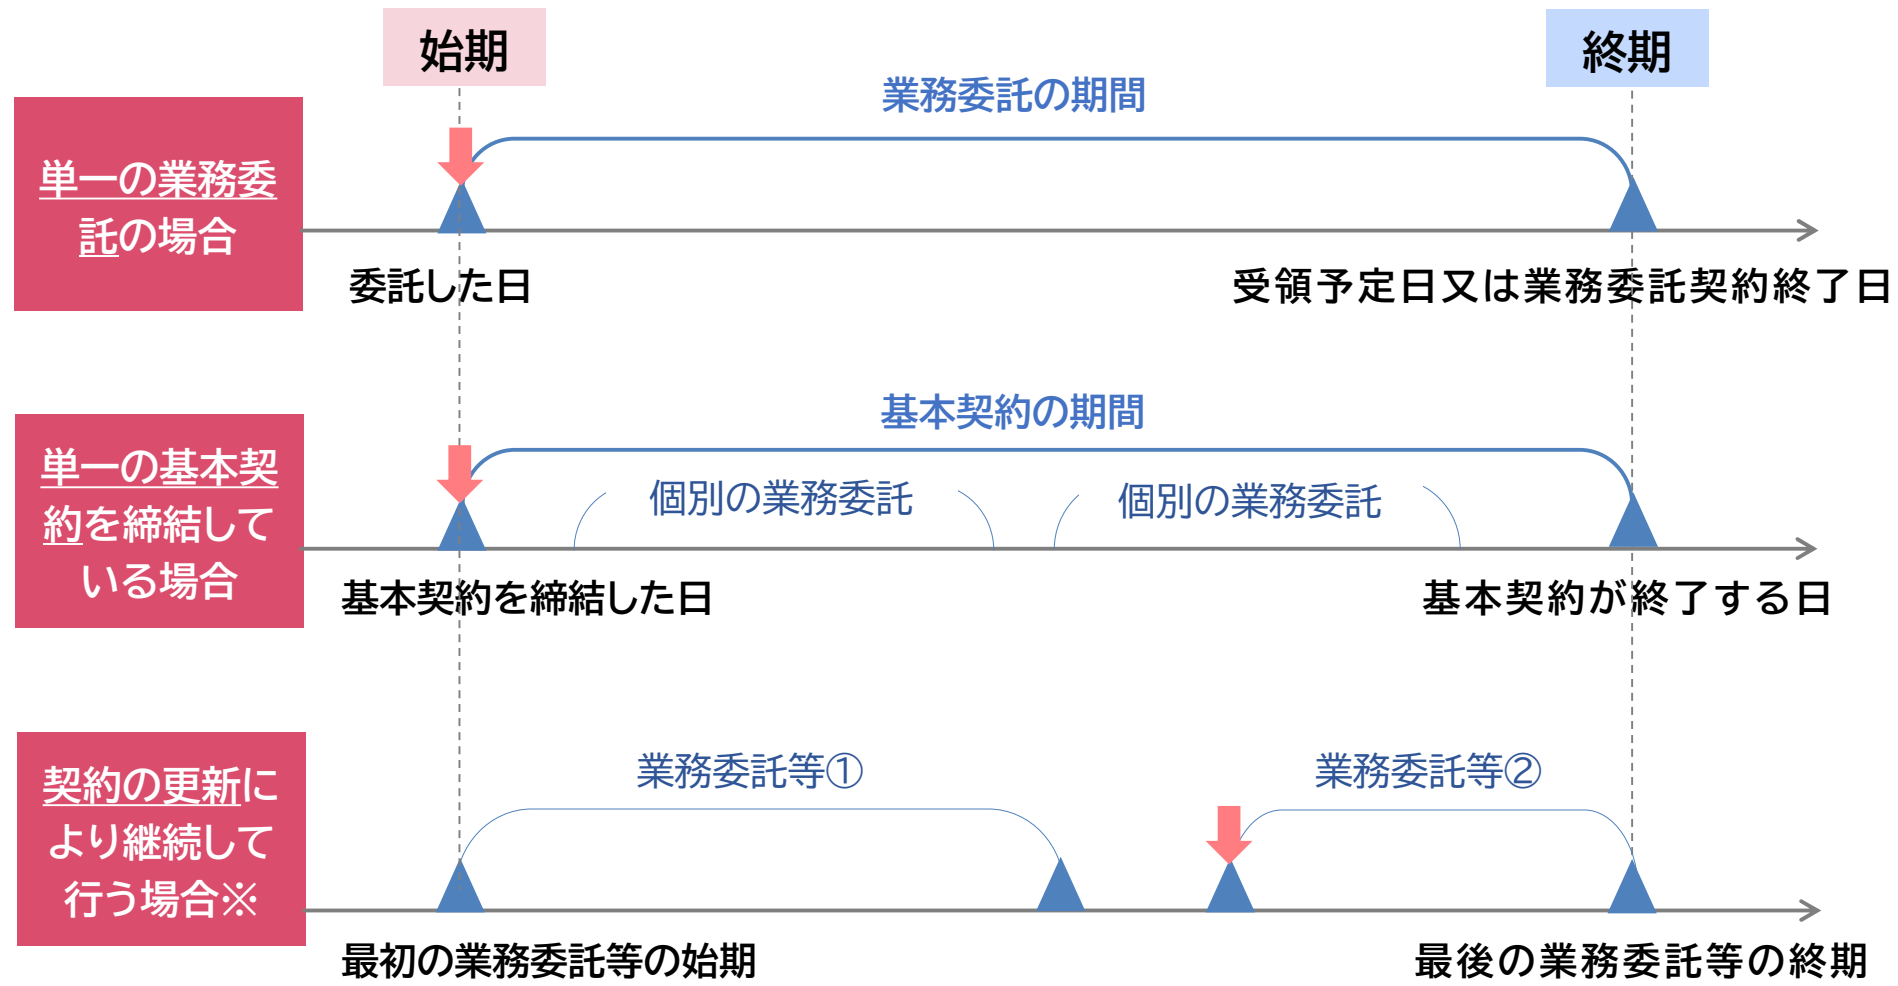 始期
終期
業務委託の期間
単一の業務委
託の場合
委託した日
受領予定日又は業務委託契約終了日
基本契約の期間
単一の基本契
約を締結して
いる場合
個別の業務委託
個別の業務委託
基本契約を締結した日
基本契約が終了する日
契約の更新に
より継続して
行う場合※
業務委託等①
業務委託等②
最初の業務委託等の始期
最後の業務委託等の終期